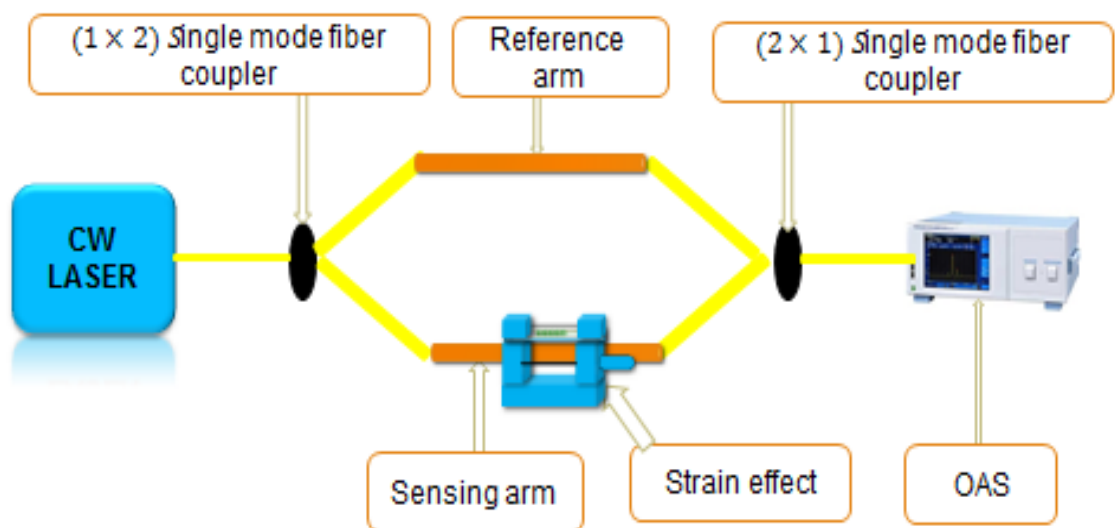 (1 × 2) Single mode fiber
coupler
Reference
arm
(2 × 1) Single mode fiber
coupler
CW
LASER
Sensing arm
Strain effect
OAS